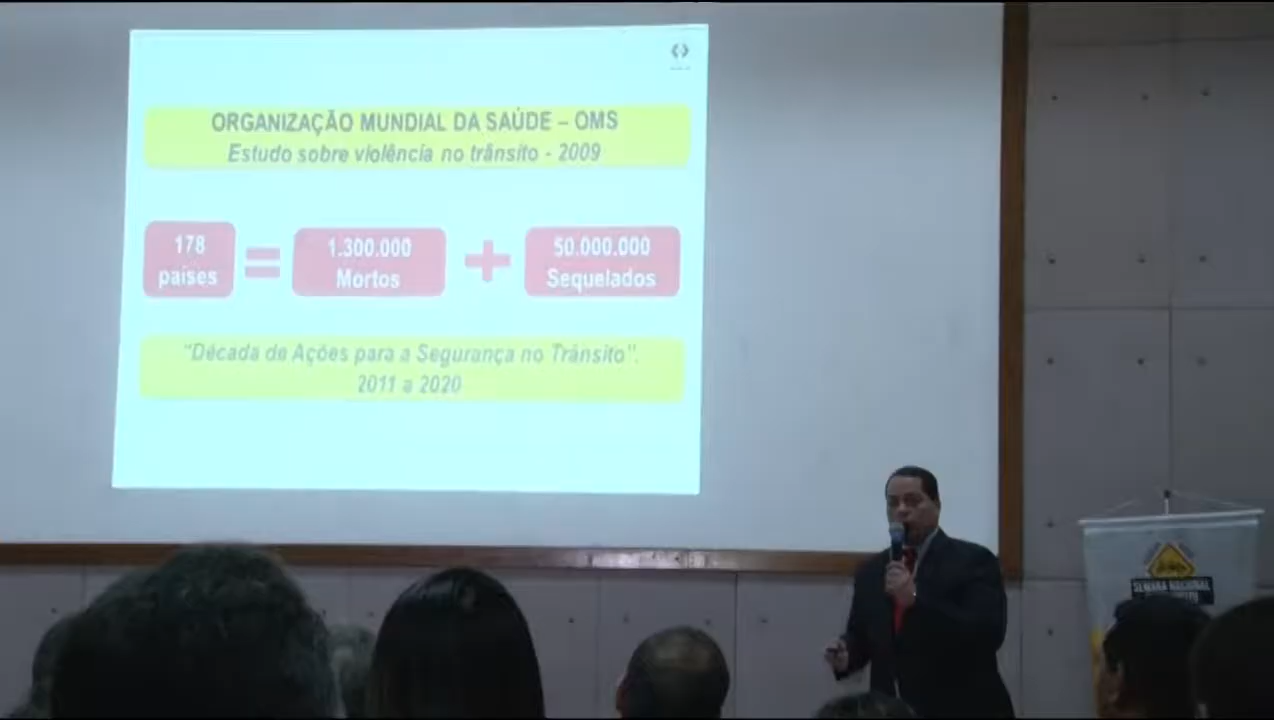 ORGANIZAÇÃO MUNDIAL DA SAÚDE – OMS
Estudo sobre violência no trânsito - 2009
178
países
=
1.300.000
Mortos
+
50.000.000
Sequelados
“Década de Ações para a Segurança no Trânsito”.
2011 a 2020
SEMANA NACIONAL